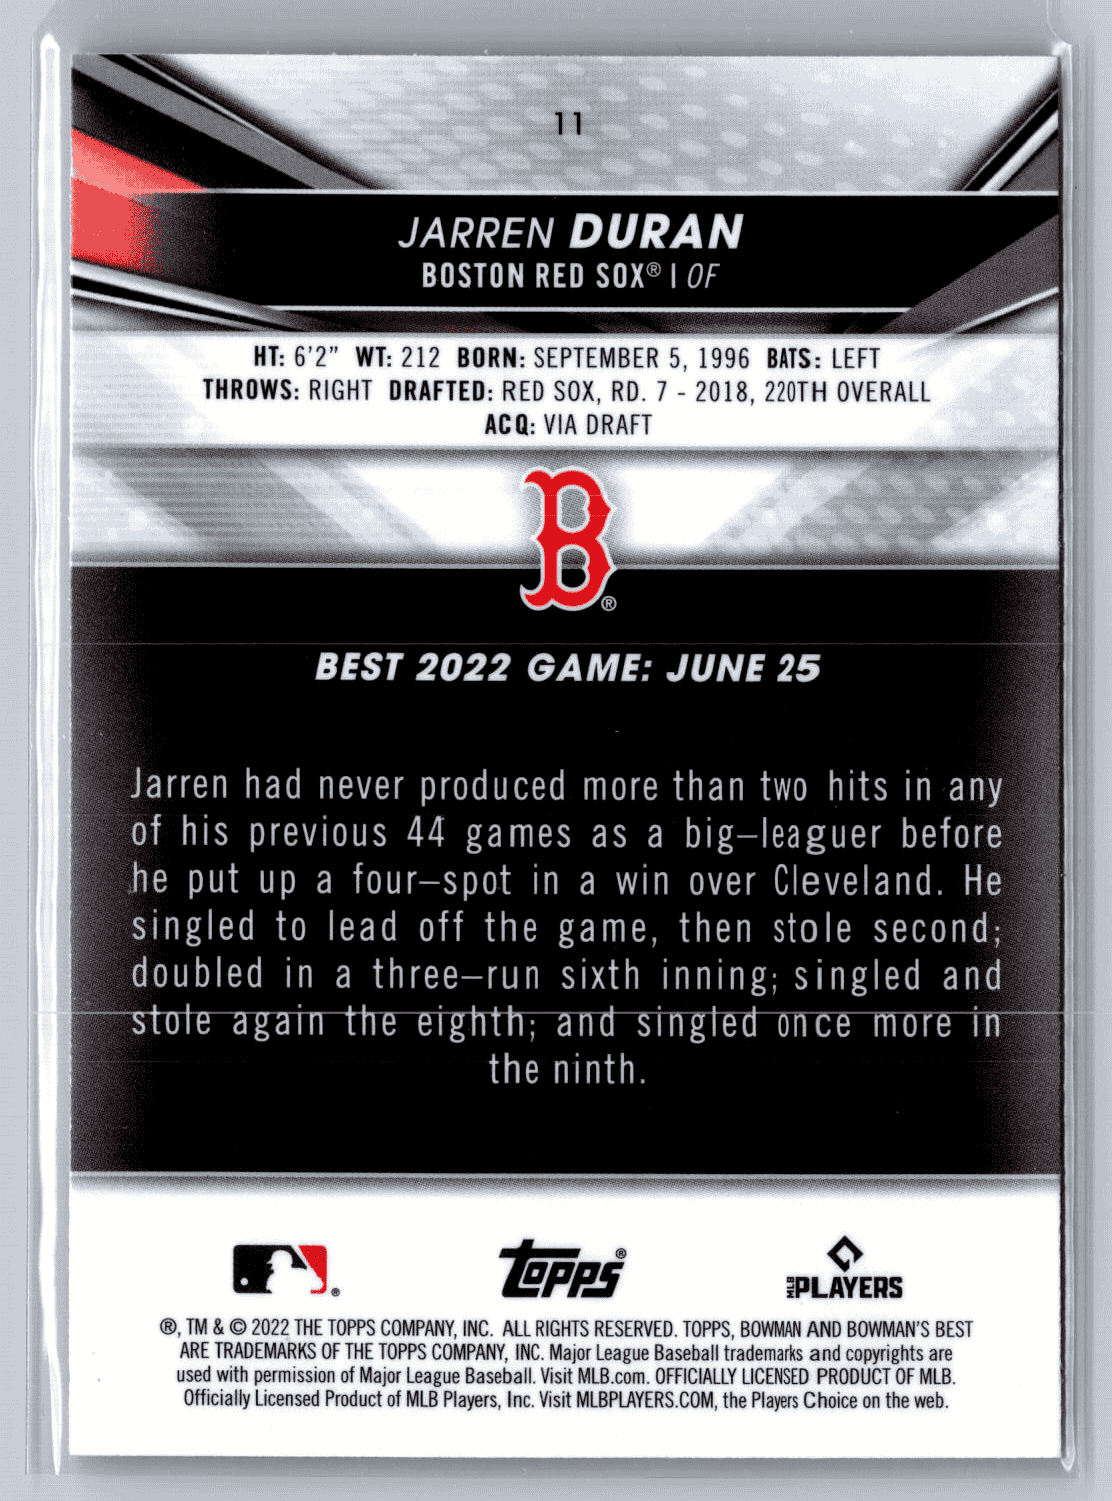 11
JARREN DURAN
BOSTON RED SOX® | OF
HT: 6'2" WT: 212 BORN: SEPTEMBER 5, 1996 BATS: LEFT
THROWS: RIGHT DRAFTED: RED SOX, RD. 7 - 2018, 220TH OVERALL
ACQ: VIA DRAFT
B®
BEST 2022 GAME: JUNE 25
Jarren had never produced more than two hits in any
of his previous 44 games as a big–leaguer before
he put up a four–spot in a win over Cleveland. He
singled to lead off the game, then stole second;
doubled in a three–run sixth inning; singled and
stole again the eighth; and singled once more in
the ninth.
® topps® MLB PLAYERS
®, TM & © 2022 THE TOPPS COMPANY, INC. ALL RIGHTS RESERVED. TOPPS, BOWMAN AND BOWMAN'S BEST
ARE TRADEMARKS OF THE TOPPS COMPANY, INC. Major League Baseball trademarks and copyrights are
used with permission of Major League Baseball. Visit MLB.com. OFFICIALLY LICENSED PRODUCT OF MLB.
Officially Licensed Product of MLB Players, Inc. Visit MLBPLAYERS.COM, the Players Choice on the web.